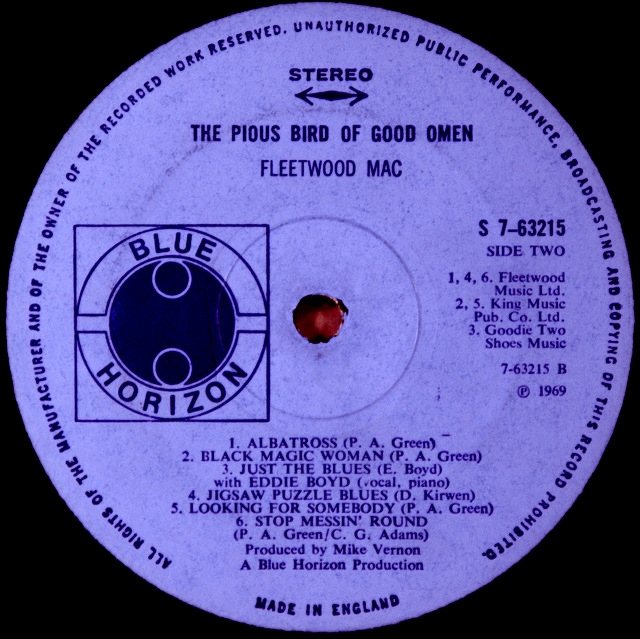 ALL RIGHTS OF THE MANUFACTURER AND OF THE OWNER OF THE RECORDED WORK RESERVED. UNAUTHORIZED PUBLIC PERFORMANCE, BROADCASTING AND COPYING OF THIS RECORD PROHIBITED.
STEREO
THE PIOUS BIRD OF GOOD OMEN
FLEETWOOD MAC
BLUE
HORIZON
S 7–63215
SIDE TWO
1, 4, 6. Fleetwood
Music Ltd.
2, 5. King Music
Pub. Co. Ltd.
3. Goodie Two
Shoes Music
7-63215 B
℗ 1969
1. ALBATROSS (P. A. Green)
2. BLACK MAGIC WOMAN (P. A. Green)
3. JUST THE BLUES (E. Boyd)
with EDDIE BOYD (vocal, piano)
4. JIGSAW PUZZLE BLUES (D. Kirwen)
5. LOOKING FOR SOMEBODY (P. A. Green)
6. STOP MESSIN' ROUND
(P. A. Green/C. G. Adams)
Produced by Mike Vernon
A Blue Horizon Production
MADE IN ENGLAND